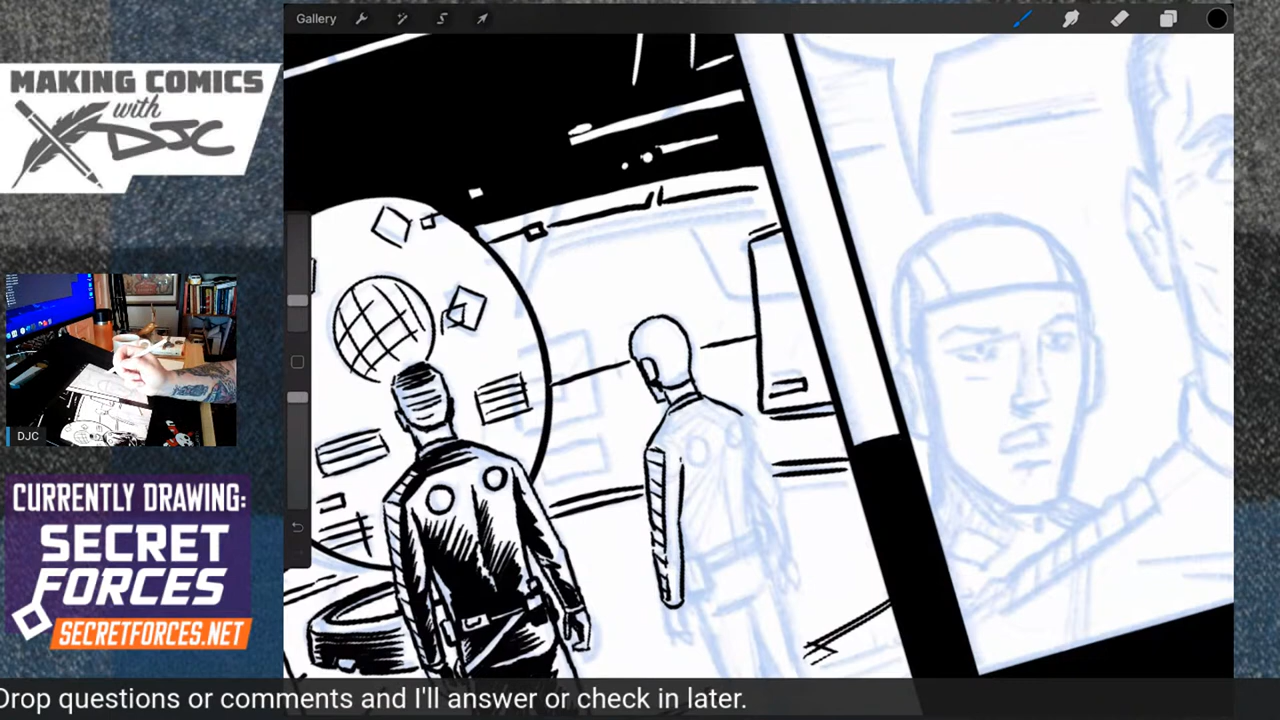 Gallery
MAKING COMICS
with
DJC
DJC
CURRENTLY DRAWING:
SECRET
FORCES
SECRETFORCES.NET
Drop questions or comments and I'll answer or check in later.